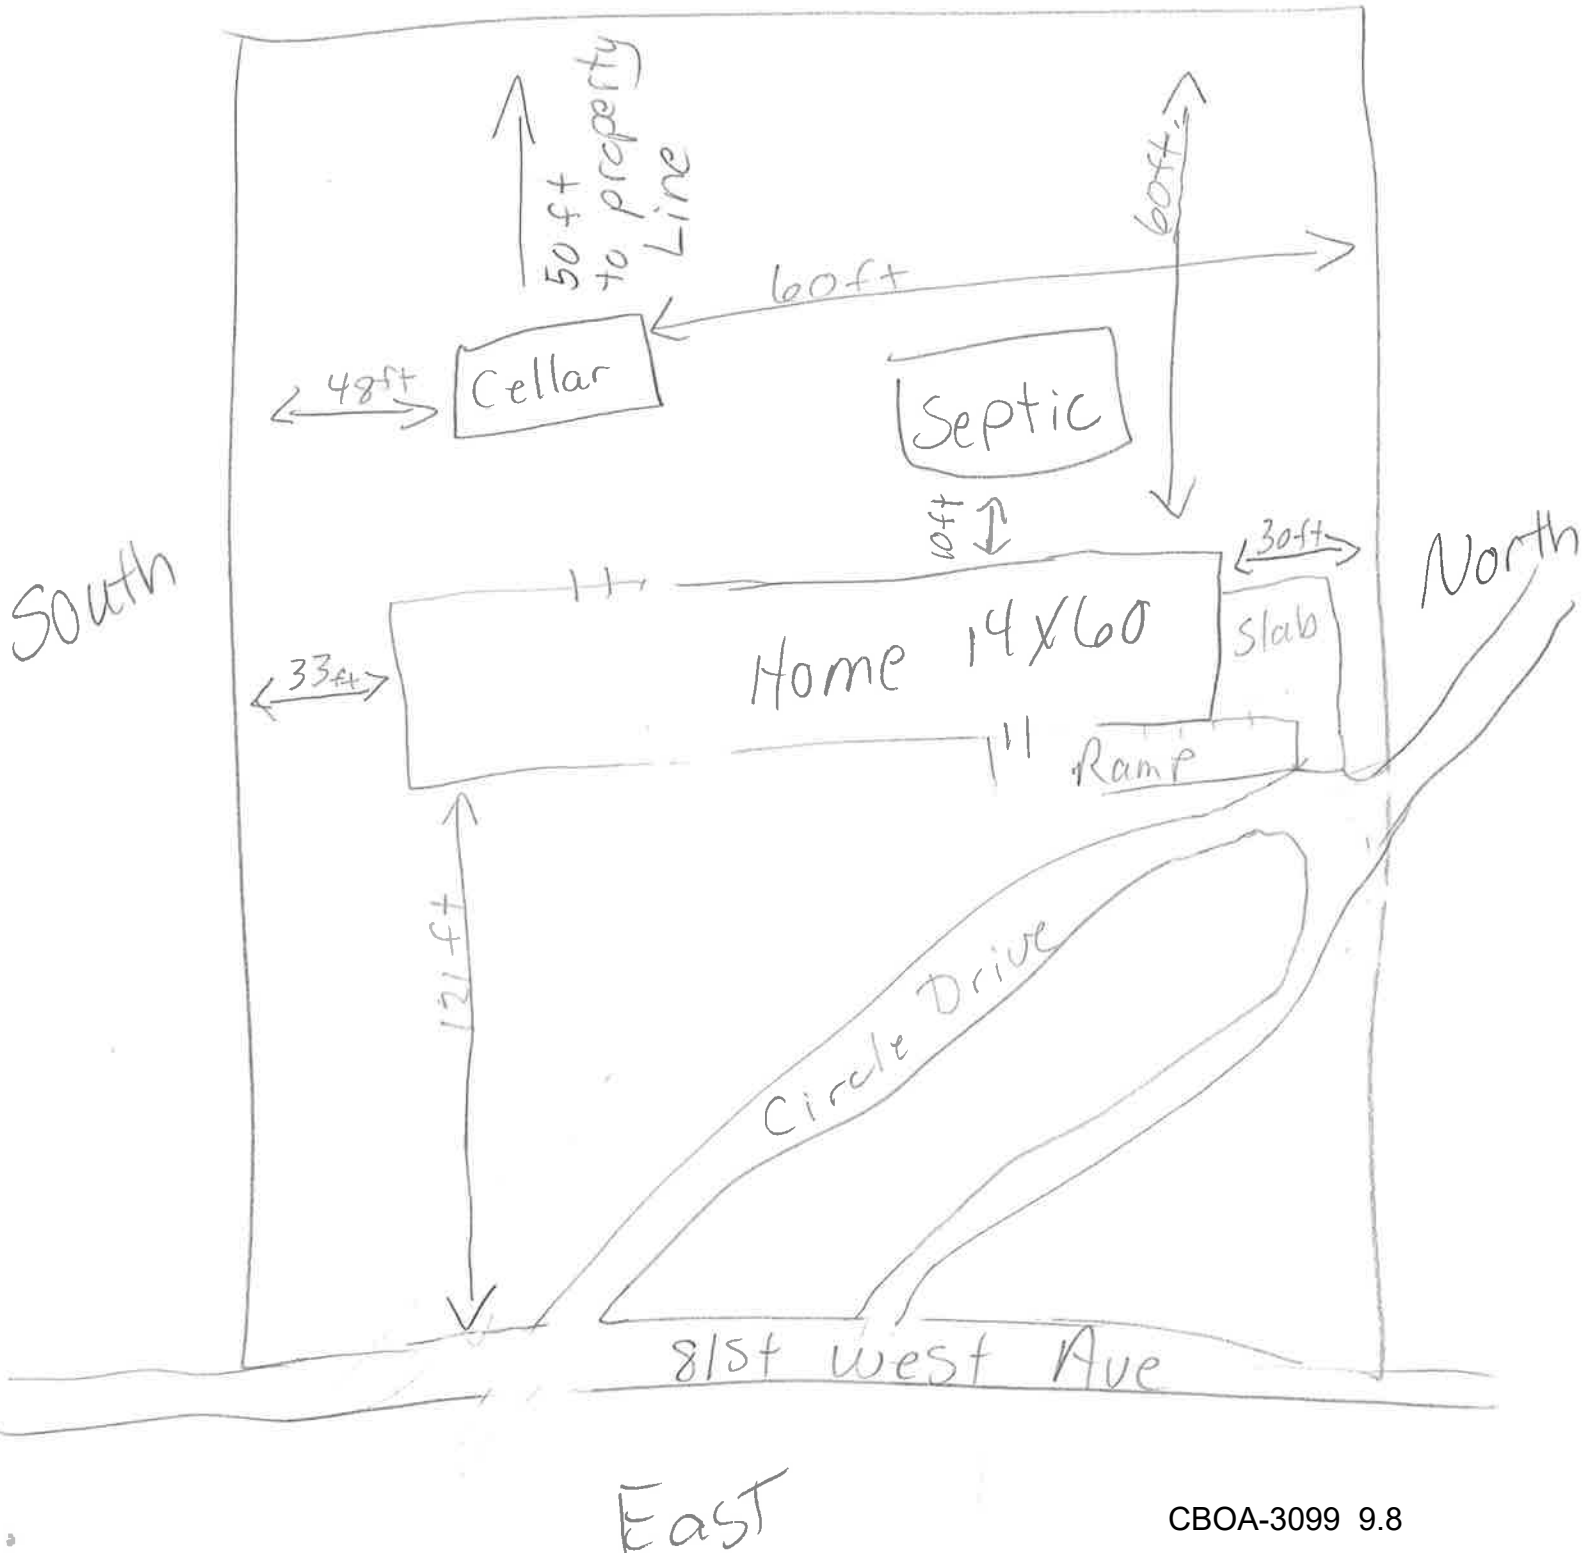 50 ft
to property
Line
60ft.
60ft
48ft
Cellar
Septic
10ft
30ft
South
North
Home 14X60
Slab
33ft
Ramp
121 ft
Circle Drive
81st West Ave
East
CBOA-3099 9.8